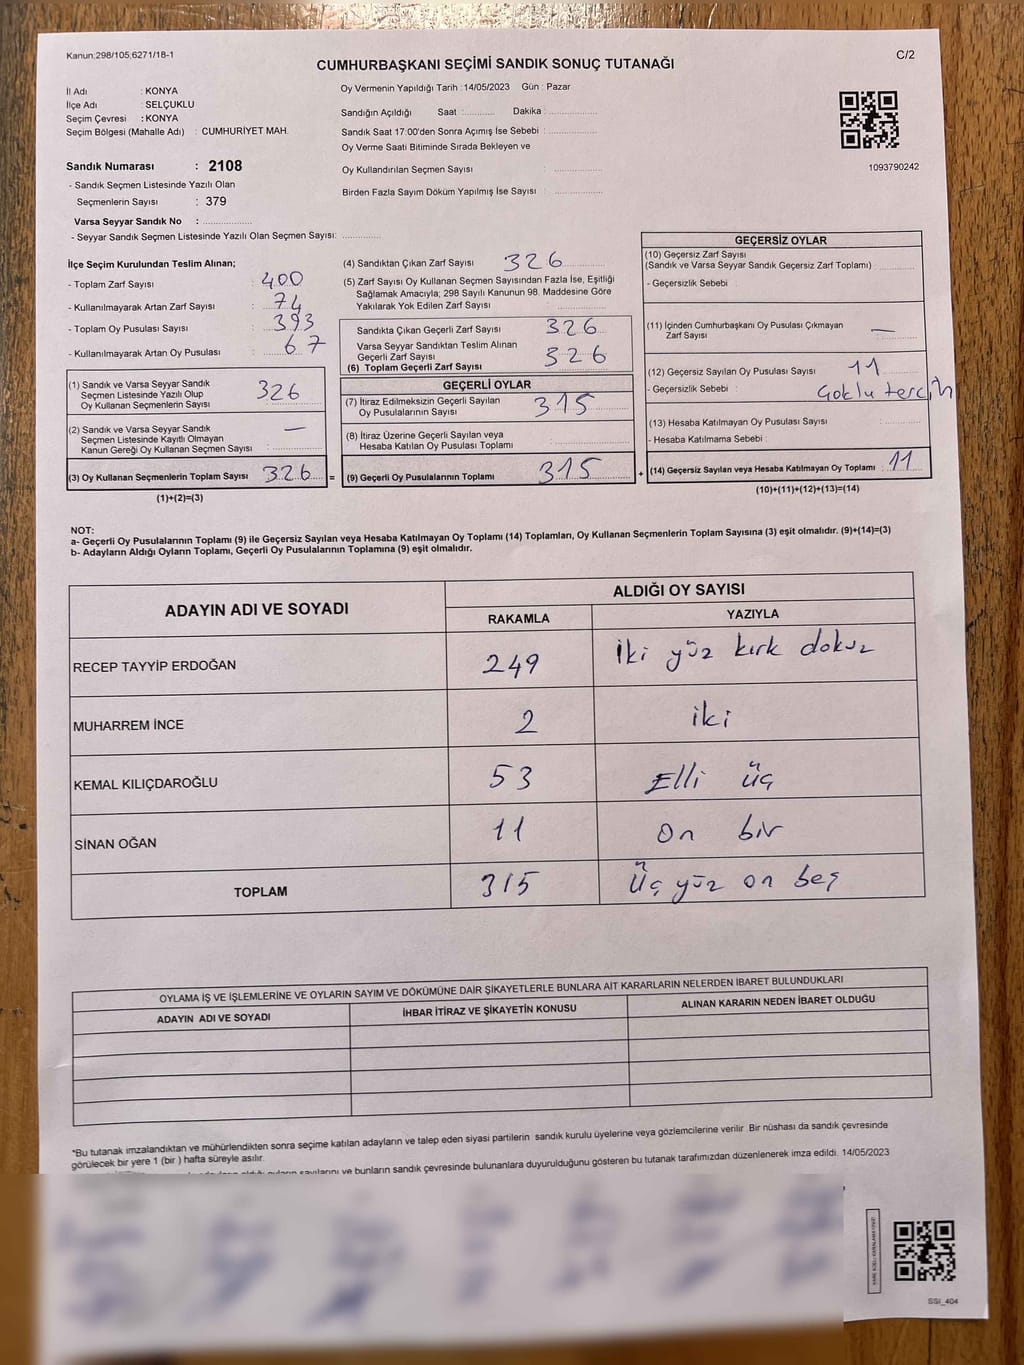 Kanun:298/105;6271/18-1
C/2
CUMHURBAŞKANI SEÇİMİ SANDIK SONUÇ TUTANAĞI
İl Adı : KONYA
İlçe Adı : SELÇUKLU
Seçim Çevresi : KONYA
Seçim Bölgesi (Mahalle Adı) : CUMHURİYET MAH.
Sandık Numarası : 2108
- Sandık Seçmen Listesinde Yazılı Olan
Seçmenlerin Sayısı : 379
Varsa Seyyar Sandık No :
- Seyyar Sandık Seçmen Listesinde Yazılı Olan Seçmen Sayısı:
Oy Vermenin Yapıldığı Tarih :14/05/2023 Gün : Pazar
Sandığın Açıldığı Saat : Dakika :
Sandık Saat 17:00'den Sonra Açımış İse Sebebi :
Oy Verme Saati Bitiminde Sırada Bekleyen ve
Oy Kullandırılan Seçmen Sayısı :
Birden Fazla Sayım Döküm Yapılmış İse Sayısı :
1093790242
İlçe Seçim Kurulundan Teslim Alınan;
- Toplam Zarf Sayısı : 400
- Kullanılmayarak Artan Zarf Sayısı : 74
- Toplam Oy Pusulası Sayısı : 393
- Kullanılmayarak Artan Oy Pusulası : 67
(1) Sandık ve Varsa Seyyar Sandık
Seçmen Listesinde Yazılı Olup
Oy Kullanan Seçmenlerin Sayısı : 326
(2) Sandık ve Varsa Seyyar Sandık
Seçmen Listesinde Kayıtlı Olmayan
Kanun Gereği Oy Kullanan Seçmen Sayısı : —
(3) Oy Kullanan Seçmenlerin Toplam Sayısı 326 =
(1)+(2)=(3)
(4) Sandıktan Çıkan Zarf Sayısı : 326
(5) Zarf Sayısı Oy Kullanan Seçmen Sayısından Fazla İse, Eşitliği
Sağlamak Amacıyla; 298 Sayılı Kanunun 98. Maddesine Göre
Yakılarak Yok Edilen Zarf Sayısı :
Sandıkta Çıkan Geçerli Zarf Sayısı : 326
Varsa Seyyar Sandıktan Teslim Alınan
Geçerli Zarf Sayısı
(6) Toplam Geçerli Zarf Sayısı : 326
GEÇERLİ OYLAR
(7) İtiraz Edilmeksizin Geçerli Sayılan
Oy Pusulalarının Sayısı : 315
(8) İtiraz Üzerine Geçerli Sayılan veya
Hesaba Katılan Oy Pusulası Toplamı :
(9) Geçerli Oy Pusulalarının Toplamı : 315 +
GEÇERSİZ OYLAR
(10) Geçersiz Zarf Sayısı
(Sandık ve Varsa Seyyar Sandık Geçersiz Zarf Toplamı) :
- Geçersizlik Sebebi :
(11) İçinden Cumhurbaşkanı Oy Pusulası Çıkmayan
Zarf Sayısı : —
(12) Geçersiz Sayılan Oy Pusulası Sayısı : 11
- Geçersizlik Sebebi : Çoklu tercih
(13) Hesaba Katılmayan Oy Pusulası Sayısı :
- Hesaba Katılmama Sebebi :
(14) Geçersiz Sayılan veya Hesaba Katılmayan Oy Toplamı : 11
(10)+(11)+(12)+(13)=(14)
NOT:
a- Geçerli Oy Pusulalarının Toplamı (9) ile Geçersiz Sayılan veya Hesaba Katılmayan Oy Toplamı (14) Toplamları, Oy Kullanan Seçmenlerin Toplam Sayısına (3) eşit olmalıdır. (9)+(14)=(3)
b- Adayların Aldığı Oyların Toplamı, Geçerli Oy Pusulalarının Toplamına (9) eşit olmalıdır.
ADAYIN ADI VE SOYADI ALDIĞI OY SAYISI
RAKAMLA YAZIYLA
RECEP TAYYİP ERDOĞAN 249 İki yüz kırk dokuz
MUHARREM İNCE 2 iki
KEMAL KILIÇDAROĞLU 53 Elli üç
SİNAN OĞAN 11 On bir
TOPLAM 315 Üç yüz on beş
OYLAMA İŞ VE İŞLEMLERİNE VE OYLARIN SAYIM VE DÖKÜMÜNE DAİR ŞİKAYETLERLE BUNLARA AİT KARARLARIN NELERDEN İBARET BULUNDUKLARI
ADAYIN ADI VE SOYADI İHBAR İTİRAZ VE ŞİKAYETİN KONUSU ALINAN KARARIN NEDEN İBARET OLDUĞU
*Bu tutanak imzalandıktan ve mühürlendikten sonra seçime katılan adayların ve talep eden siyasi partilerin sandık kurulu üyelerine veya gözlemcilerine verilir Bir nüshası da sandık çevresinde
görülecek bir yere 1 (bir ) hafta süreyle asılır.
aldığı oyların sayılarını ve bunların sandık çevresinde bulunanlara duyurulduğunu gösteren bu tutanak tarafımızdan düzenlenerek imza edildi. 14/05/2023
SSI_404